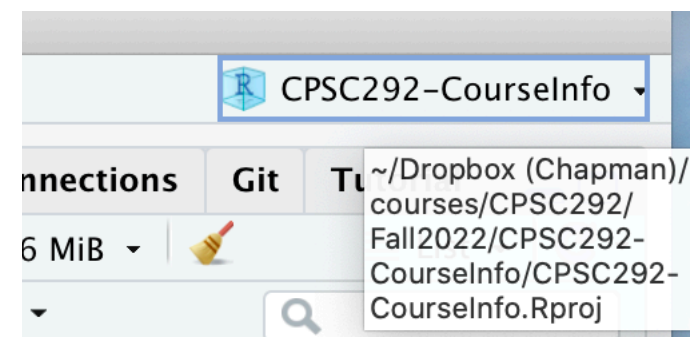 R CPSC292-CourseInfo
nnections Git Tu
~/Dropbox (Chapman)/
courses/CPSC292/
Fall2022/CPSC292-
CourseInfo/CPSC292-
CourseInfo.Rproj
6 MiB